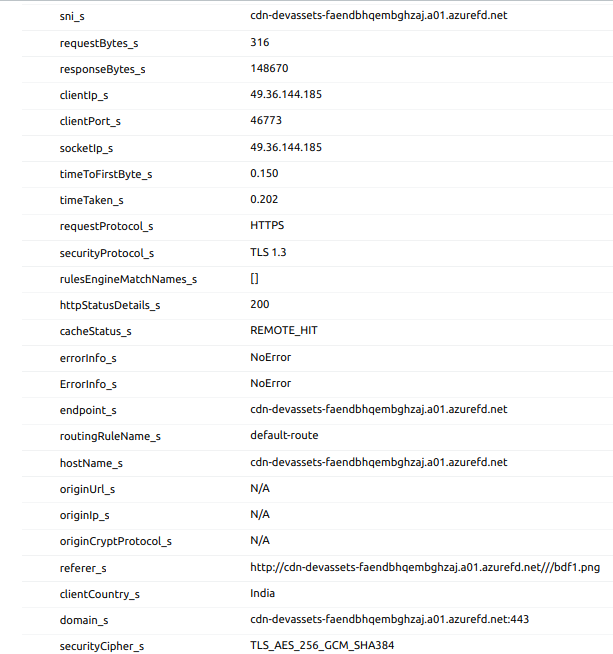 sni_s cdn-devassets-faendbhqembghzaj.a01.azurefd.net
requestBytes_s 316
responseBytes_s 148670
clientIp_s 49.36.144.185
clientPort_s 46773
socketIp_s 49.36.144.185
timeToFirstByte_s 0.150
timeTaken_s 0.202
requestProtocol_s HTTPS
securityProtocol_s TLS 1.3
rulesEngineMatchNames_s []
httpStatusDetails_s 200
cacheStatus_s REMOTE_HIT
errorInfo_s NoError
ErrorInfo_s NoError
endpoint_s cdn-devassets-faendbhqembghzaj.a01.azurefd.net
routingRuleName_s default-route
hostName_s cdn-devassets-faendbhqembghzaj.a01.azurefd.net
originUrl_s N/A
originIp_s N/A
originCryptProtocol_s N/A
referer_s http://cdn-devassets-faendbhqembghzaj.a01.azurefd.net///bdf1.png
clientCountry_s India
domain_s cdn-devassets-faendbhqembghzaj.a01.azurefd.net:443
securityCipher_s TLS_AES_256_GCM_SHA384